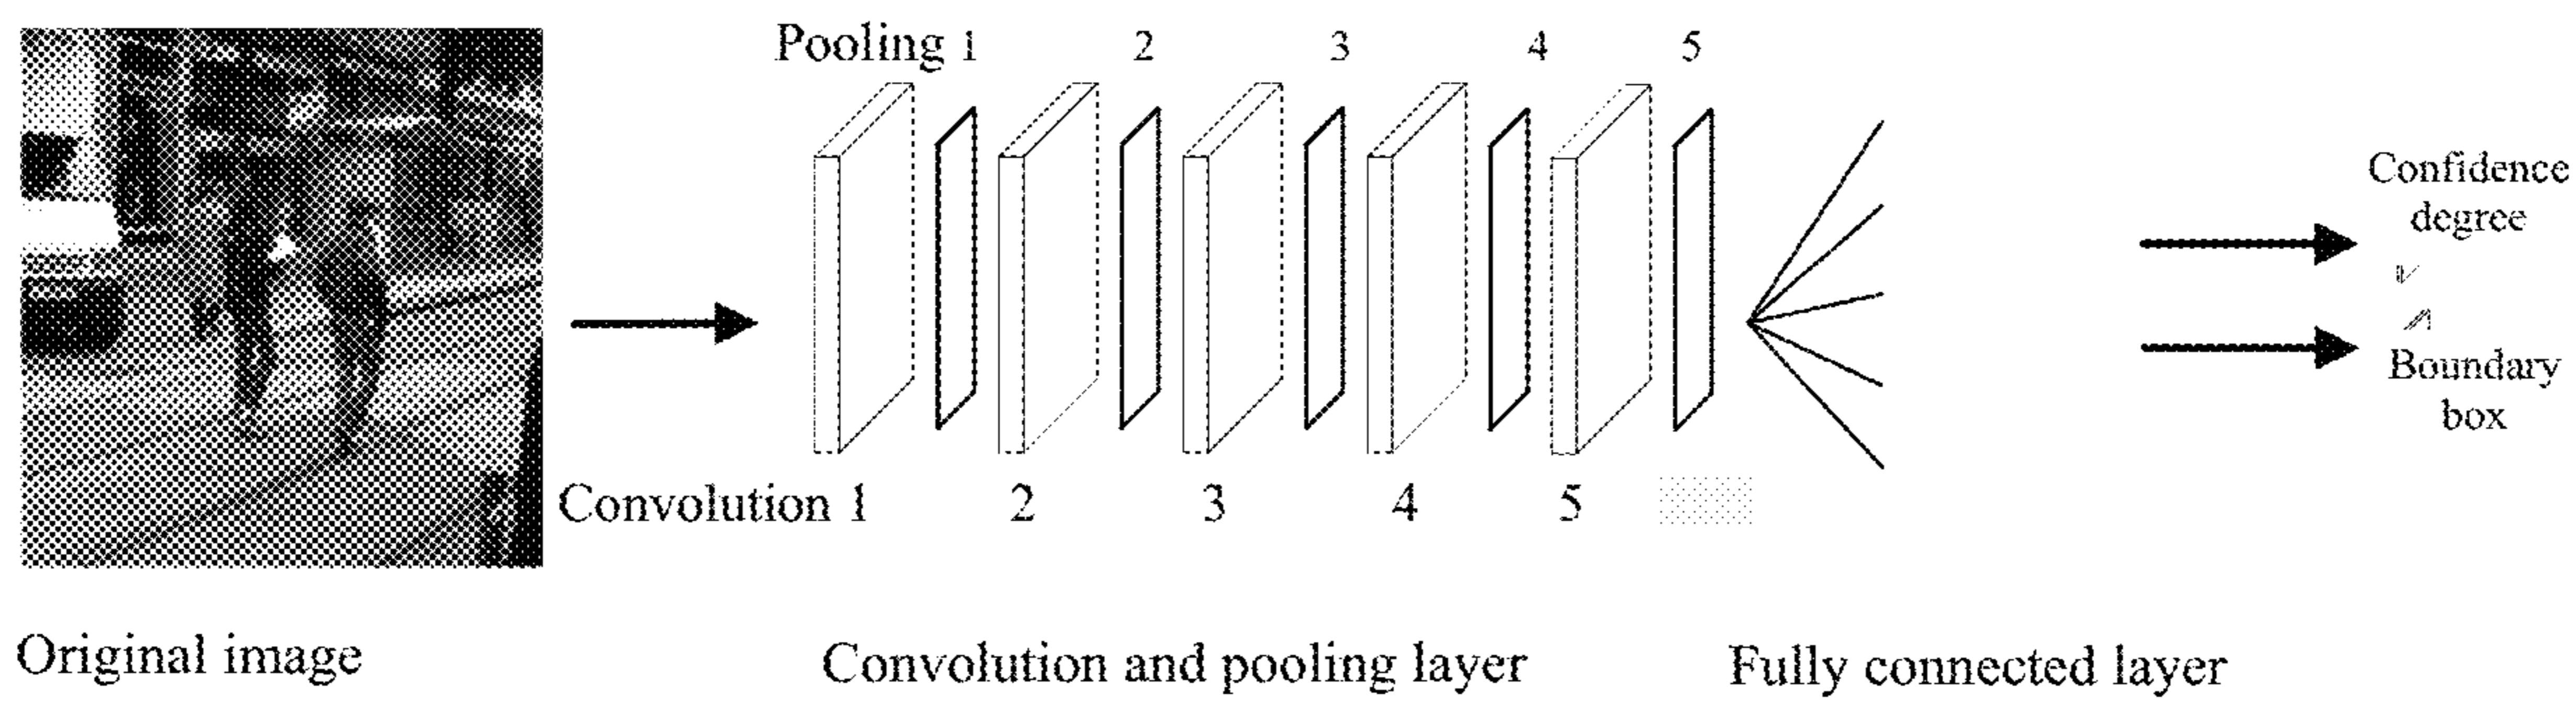 Pooling 1 2 3 4 5
Confidence
degree
Boundary
box
Convolution 1 2 3 4 5
Original image
Convolution and pooling layer
Fully connected layer